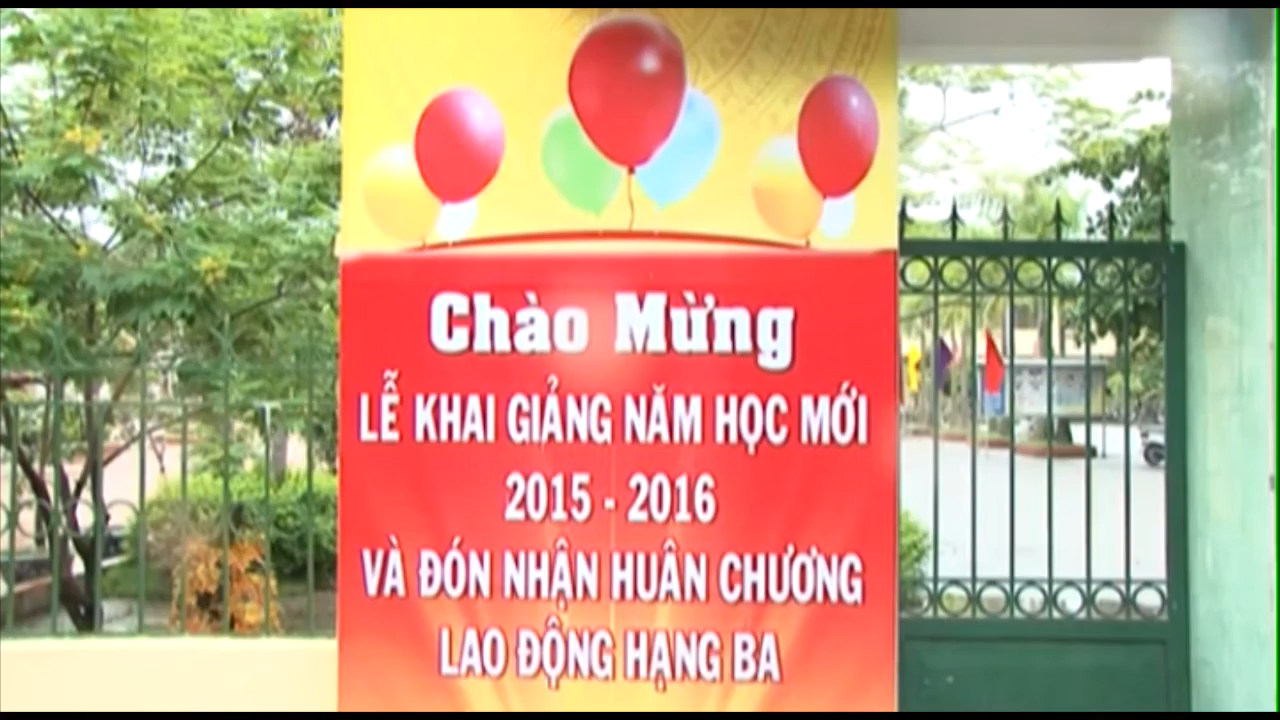 Chào Mừng
LỄ KHAI GIẢNG NĂM HỌC MỚI
2015 - 2016
VÀ ĐÓN NHẬN HUÂN CHƯƠNG
LAO ĐỘNG HẠNG BA